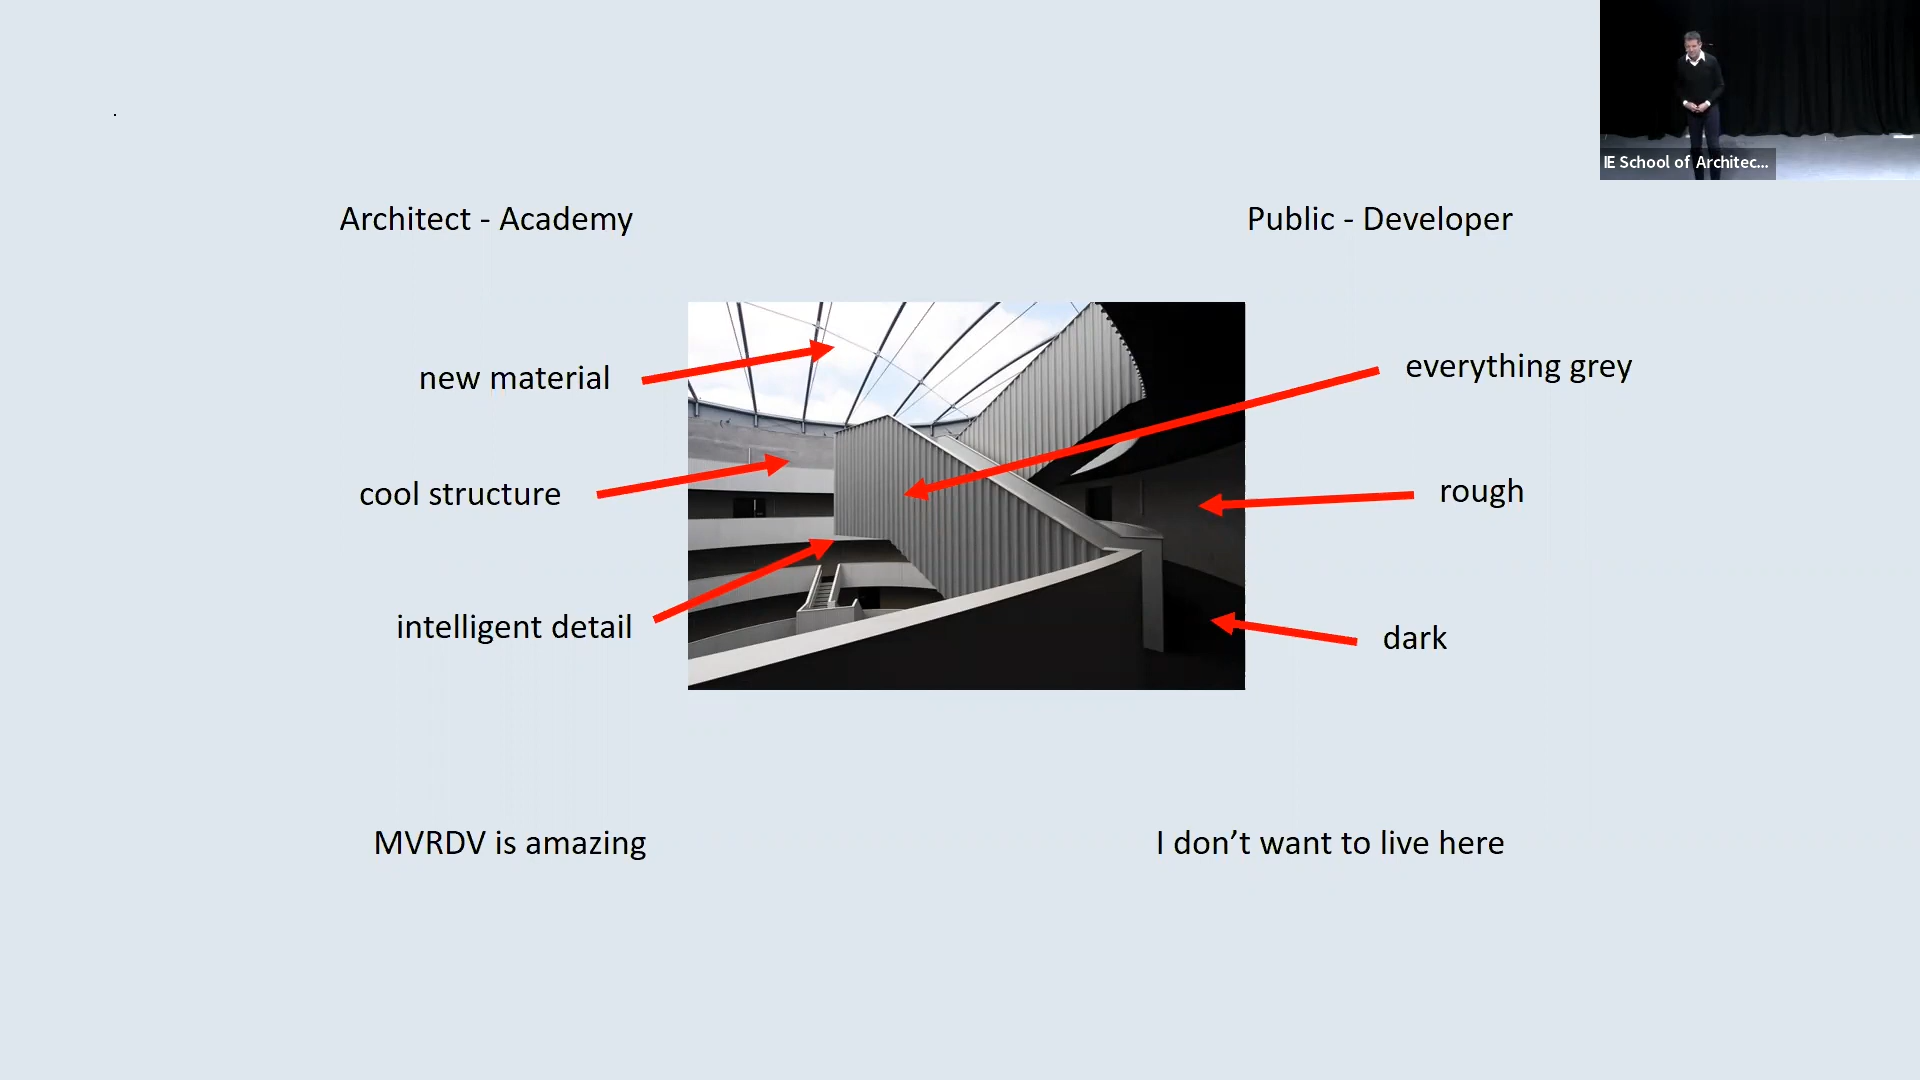 IE School of Architec...
Architect - Academy
Public - Developer
new material
everything grey
cool structure
rough
intelligent detail
dark
MVRDV is amazing
I don’t want to live here